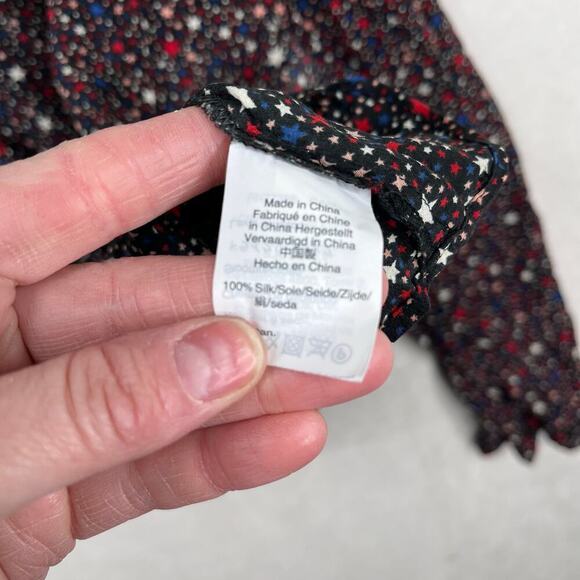 Made in China
Fabriqué en Chine
in China Hergestellt
Vervaardigd in China
中国製
Hecho en China
100% Silk/Soie/Seide/Zijde/
絹/seda